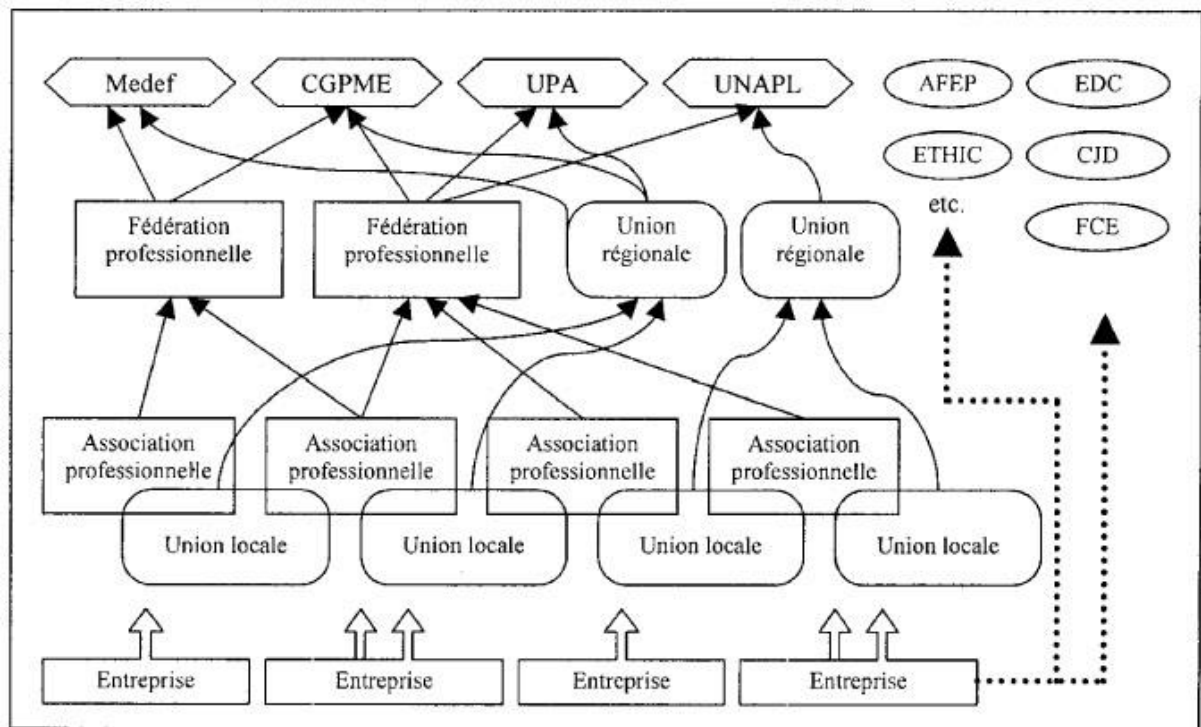 Medef
CGPME
UPA
UNAPL
AFEP
EDC
ETHIC
CJD
etc.
FCE
Fédération
professionnelle
Fédération
professionnelle
Union
régionale
Union
régionale
Association
professionnelle
Association
professionnelle
Association
professionnelle
Association
professionnelle
Union locale
Union locale
Union locale
Union locale
Entreprise
Entreprise
Entreprise
Entreprise